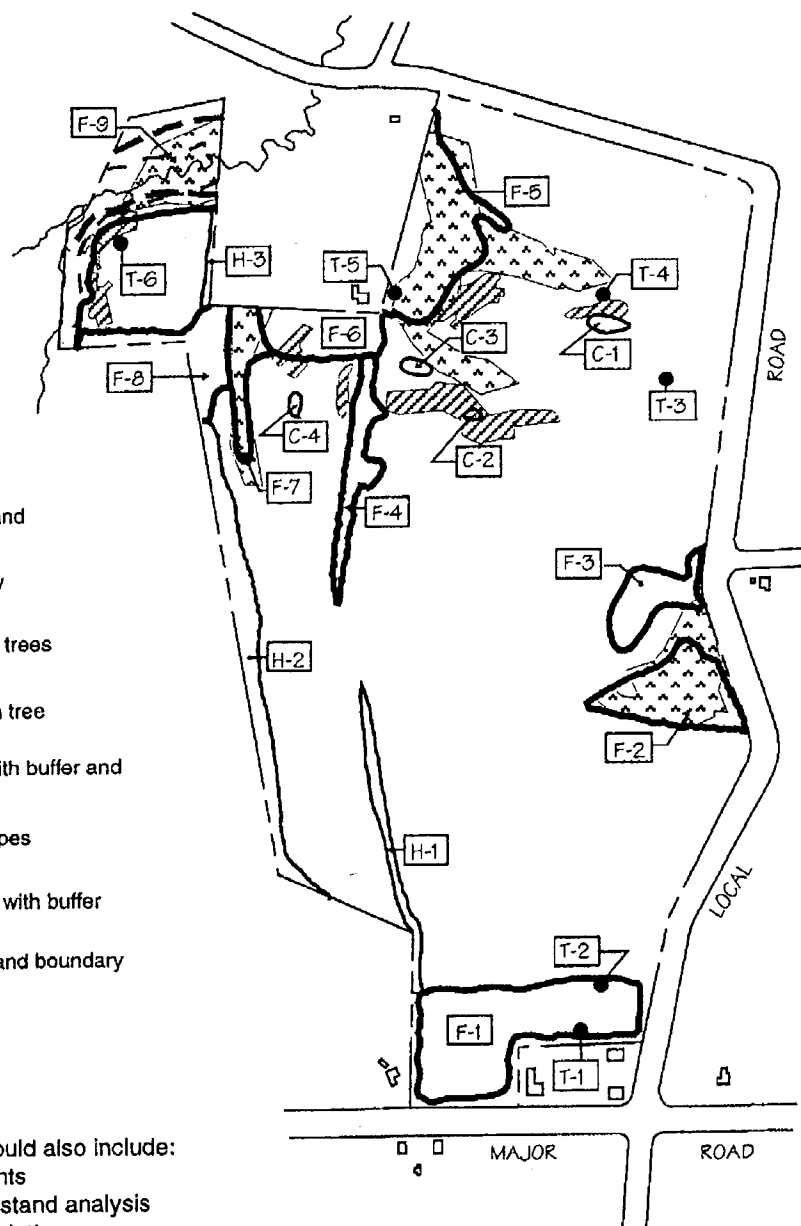 F-9
F-5
H-3
T-5
T-4
T-6
F-6
C-3
C-1
ROAD
F-8
T-3
C-4
C-2
F-7
and
F-4
F-3
trees
H-2
tree
F-2
ith buffer and
pes
H-1
LOCAL
with buffer
T-2
and boundary
F-1
T-1
ould also include:
MAJOR ROAD
nts
stand analysis